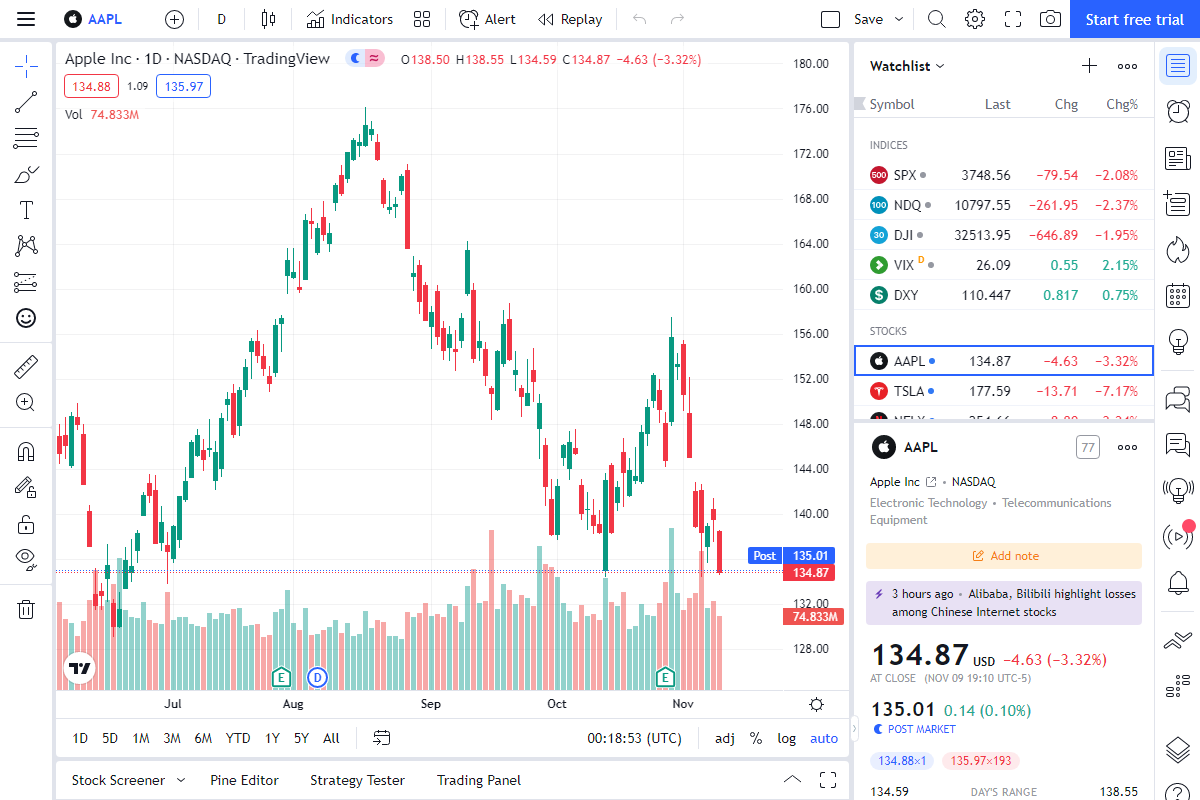 AAPL
D
Indicators
Alert
Replay
Save
Start free trial
Apple Inc · 1D · NASDAQ · TradingView
O138.50 H138.55 L134.59 C134.87 −4.63 (−3.32%)
134.88 1.09 135.97
Vol 74.833M
180.00
176.00
172.00
168.00
164.00
160.00
156.00
152.00
148.00
144.00
140.00
Post 135.01
134.87
132.00
74.833M
128.00
E
D
E
Jul Aug Sep Oct Nov
1D 5D 1M 3M 6M YTD 1Y 5Y All
00:18:53 (UTC)
adj % log auto
Stock Screener
Pine Editor
Strategy Tester
Trading Panel
Watchlist
Symbol Last Chg Chg%
INDICES
500 SPX 3748.56 −79.54 −2.08%
100 NDQ 10797.55 −261.95 −2.37%
30 DJI 32513.95 −646.89 −1.95%
VIX D 26.09 0.55 2.15%
$ DXY 110.447 0.817 0.75%
STOCKS
AAPL 134.87 −4.63 −3.32%
TSLA 177.59 −13.71 −7.17%
AAPL
77
Apple Inc • NASDAQ
Electronic Technology • Telecommunications
Equipment
Add note
3 hours ago • Alibaba, Bilibili highlight losses
among Chinese Internet stocks
134.87 USD −4.63 (−3.32%)
AT CLOSE (NOV 09 19:10 UTC-5)
135.01 0.14 (0.10%)
POST MARKET
134.88×1 135.97×193
134.59 DAY'S RANGE 138.55